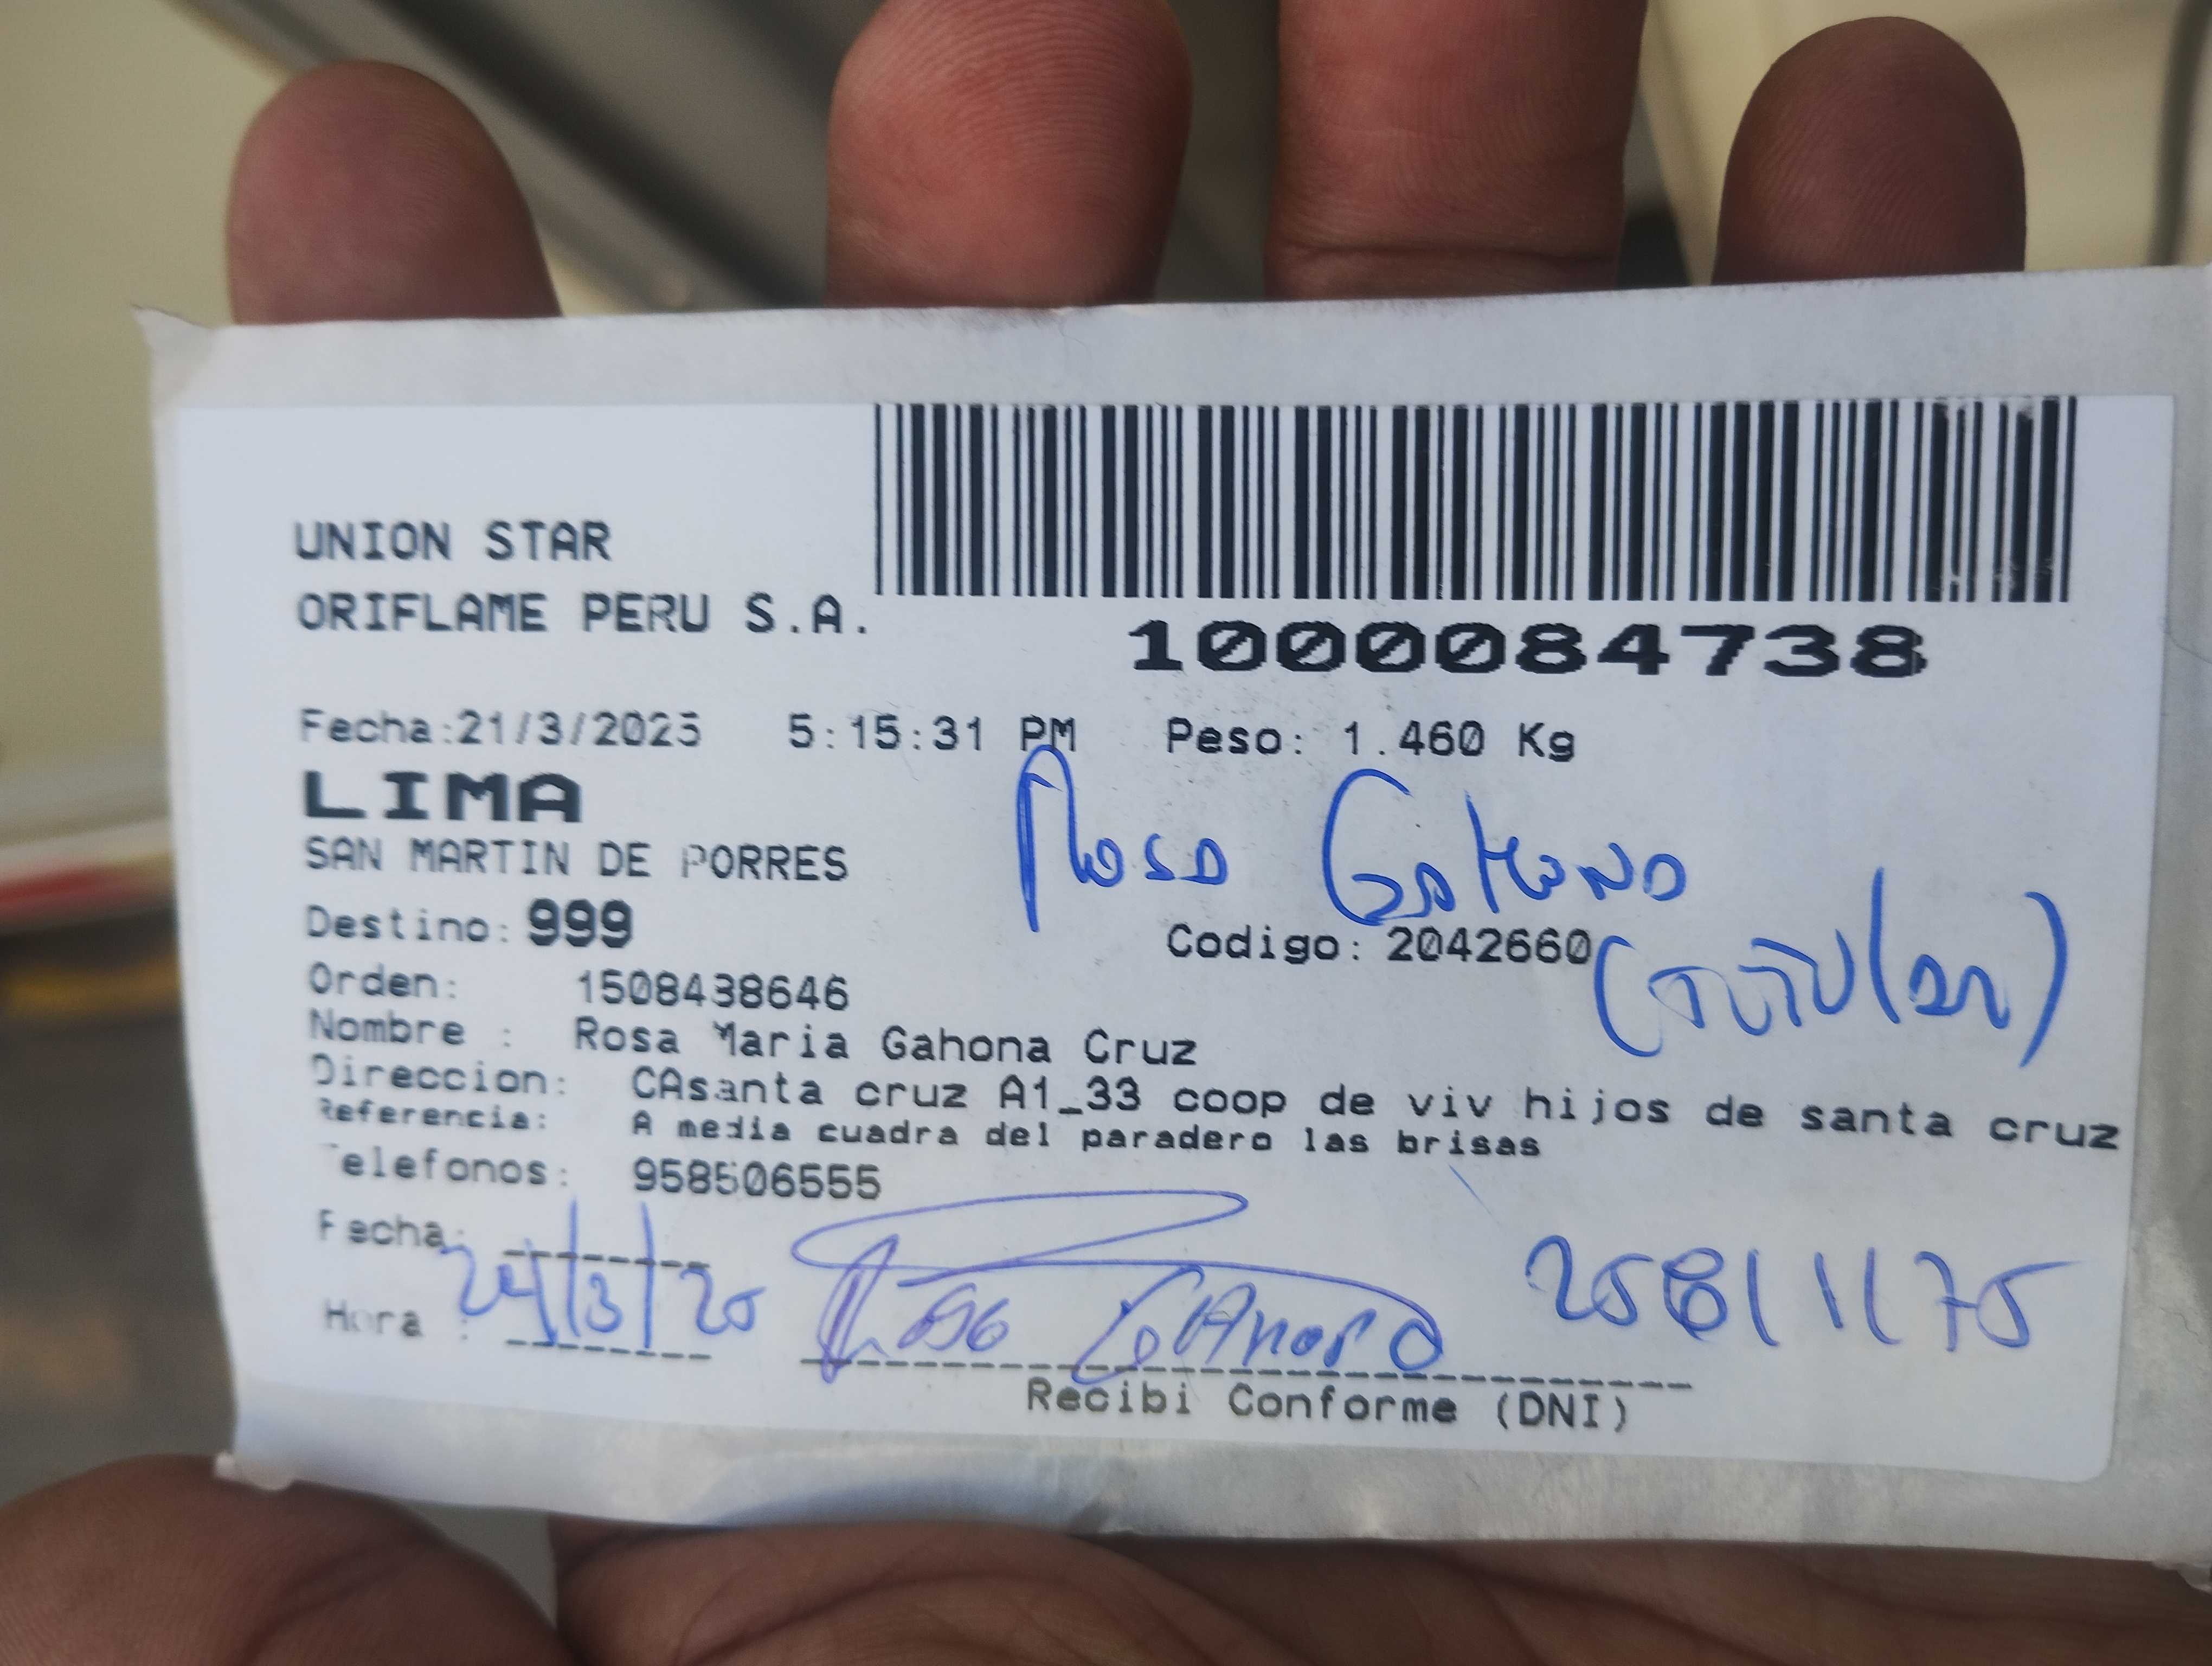 UNION STAR
ORIFLAME PERU S.A.
1000084738
Fecha:21/3/2025 5:15:31 PM Peso: 1.460 Kg
LIMA
SAN MARTIN DE PORRES
Rosa Gahona
Destino: 999
Codigo: 2042660
(TiTulan)
Orden: 1508438646
Nombre : Rosa Maria Gahona Cruz
Direccion: CAsanta cruz A1_33 coop de viv hijos de santa cruz
Referencia: A media cuadra del paradero las brisas
Telefonos: 958506555
Fecha:
24/3/25
Hora :
Rosa Gahona
Recibi Conforme (DNI)